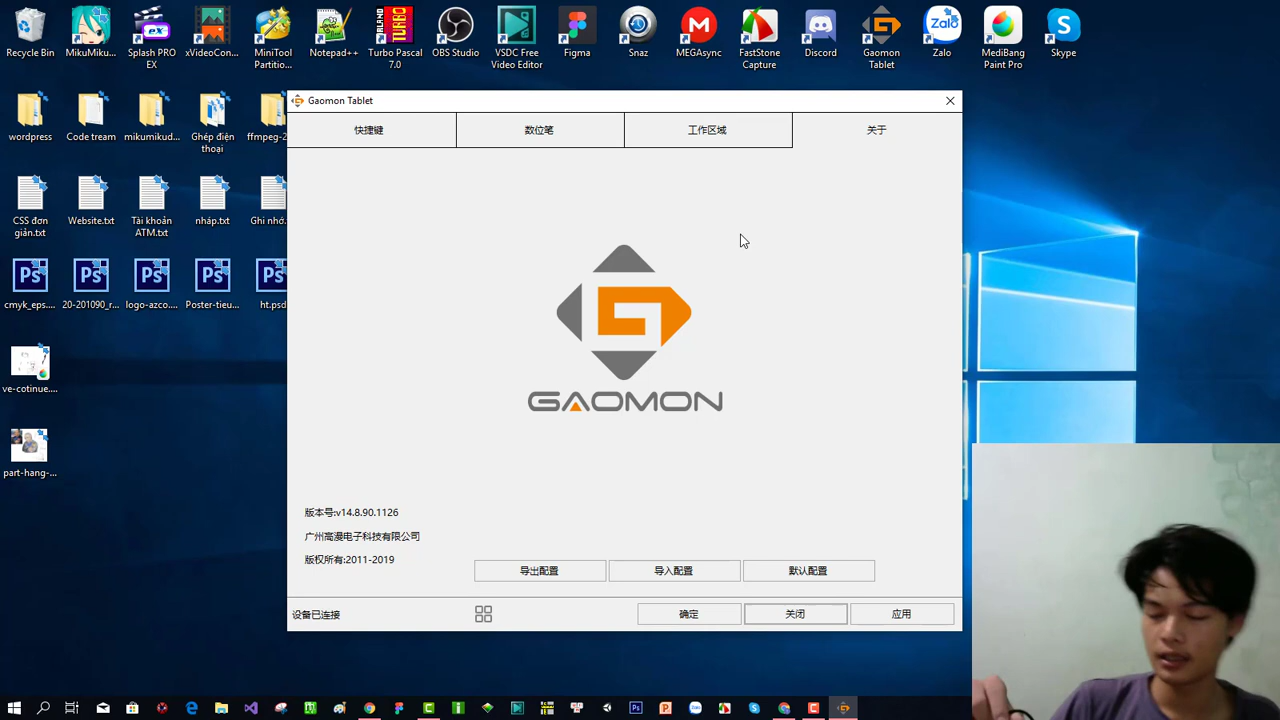 Recycle Bin
MikuMiku...
Splash PRO EX
xVideoCon...
MiniTool Partitio...
Notepad++
Turbo Pascal 7.0
OBS Studio
VSDC Free Video Editor
Figma
Snaz
MEGAsync
FastStone Capture
Discord
Gaomon Tablet
Zalo
MediBang Paint Pro
Skype
wordpress
Code tream
mikumikud...
Ghép điện thoại
ffmpeg-2
CSS đơn giản.txt
Website.txt
Tài khoản ATM.txt
nháp.txt
Ghi nhớ.
cmyk_eps....
20-201090_r...
logo-azco....
Poster-tieu...
ht.psd
ve-cotinue....
part-hang-...
Gaomon Tablet
快捷键
数位笔
工作区域
关于
GAOMON
版本号:v14.8.90.1126
广州高漫电子科技有限公司
版权所有:2011-2019
导出配置
导入配置
默认配置
设备已连接
确定
关闭
应用